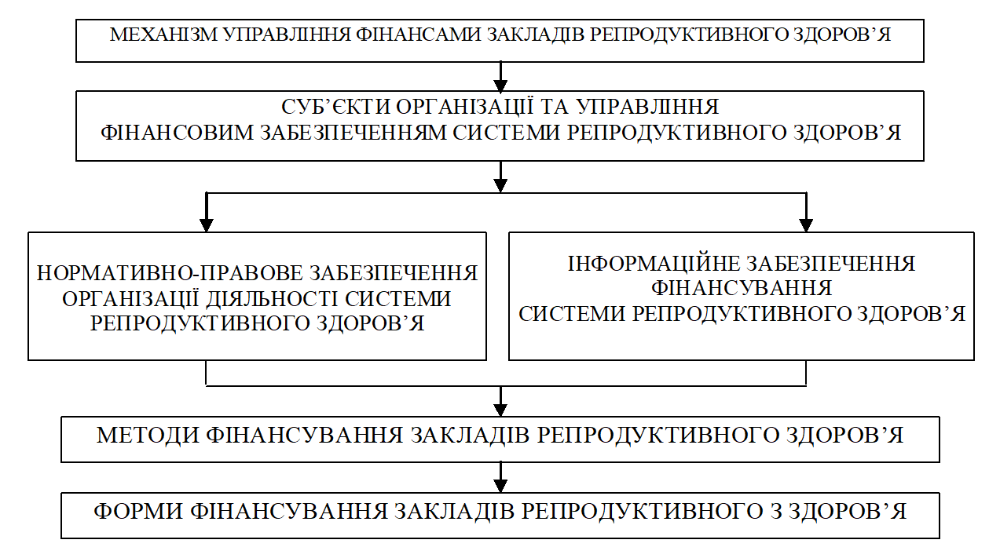 МЕХАНІЗМ УПРАВЛІННЯ ФІНАНСАМИ ЗАКЛАДІВ РЕПРОДУКТИВНОГО ЗДОРОВ’Я
СУБ’ЄКТИ ОРГАНІЗАЦІЇ ТА УПРАВЛІННЯ
ФІНАНСОВИМ ЗАБЕЗПЕЧЕННЯМ СИСТЕМИ РЕПРОДУКТИВНОГО ЗДОРОВ’Я
НОРМАТИВНО-ПРАВОВЕ ЗАБЕЗПЕЧЕННЯ
ОРГАНІЗАЦІЇ ДІЯЛЬНОСТІ СИСТЕМИ
РЕПРОДУКТИВНОГО ЗДОРОВ’Я
ІНФОРМАЦІЙНЕ ЗАБЕЗПЕЧЕННЯ
ФІНАНСУВАННЯ
СИСТЕМИ РЕПРОДУКТИВНОГО ЗДОРОВ’Я
МЕТОДИ ФІНАНСУВАННЯ ЗАКЛАДІВ РЕПРОДУКТИВНОГО ЗДОРОВ’Я
ФОРМИ ФІНАНСУВАННЯ ЗАКЛАДІВ РЕПРОДУКТИВНОГО З ЗДОРОВ’Я